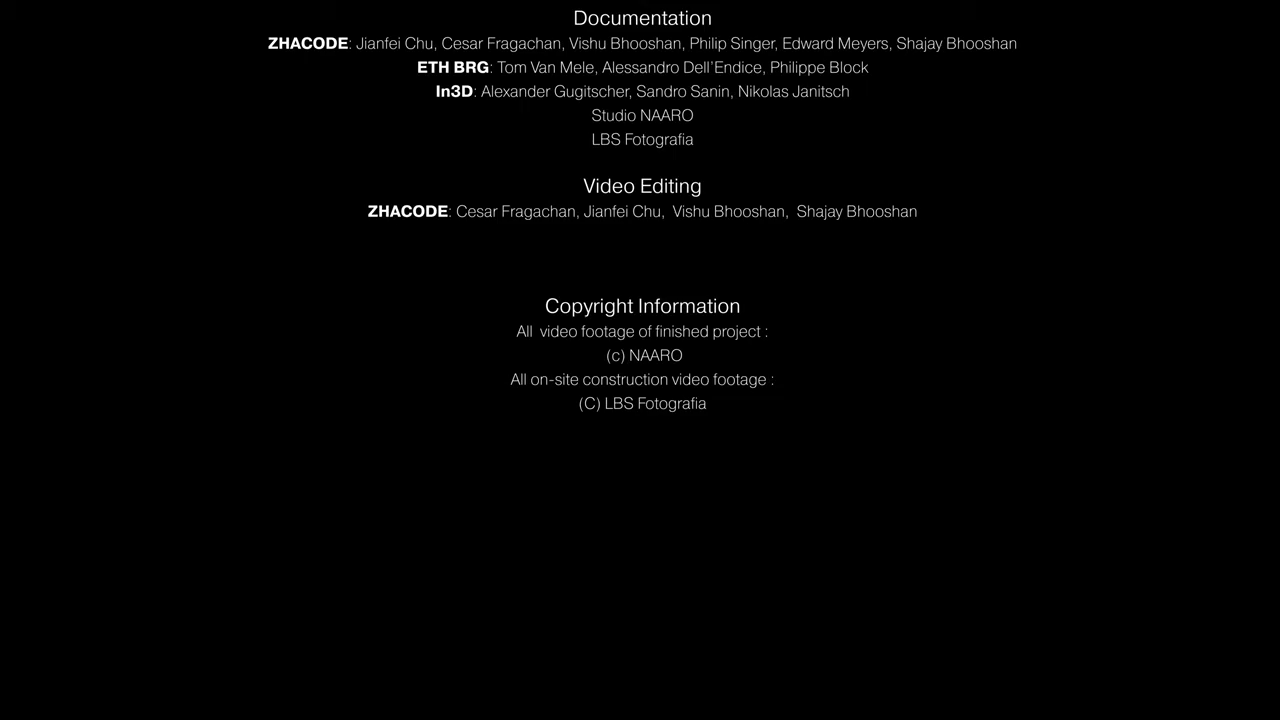 Documentation
ZHACODE: Jianfei Chu, Cesar Fragachan, Vishu Bhooshan, Philip Singer, Edward Meyers, Shajay Bhooshan
ETH BRG: Tom Van Mele, Alessandro Dell'Endice, Philippe Block
In3D: Alexander Gugitscher, Sandro Sanin, Nikolas Janitsch
Studio NAARO
LBS Fotografia
Video Editing
ZHACODE: Cesar Fragachan, Jianfei Chu,  Vishu Bhooshan,  Shajay Bhooshan
Copyright Information
All  video footage of finished project :
(c) NAARO
All on-site construction video footage :
(C) LBS Fotografia